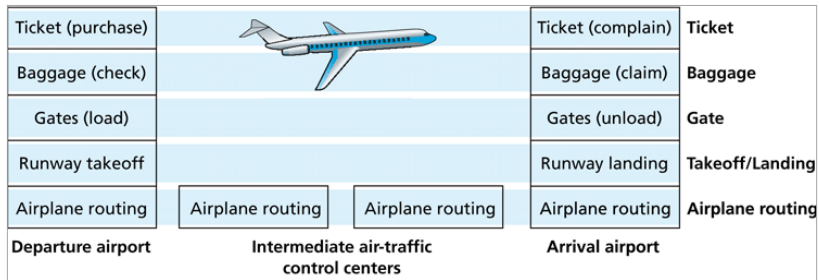 Ticket (purchase) Ticket (complain) Ticket
Baggage (check) Baggage (claim) Baggage
Gates (load) Gates (unload) Gate
Runway takeoff Runway landing Takeoff/Landing
Airplane routing Airplane routing Airplane routing Airplane routing Airplane routing
Departure airport Intermediate air-traffic Arrival airport
control centers